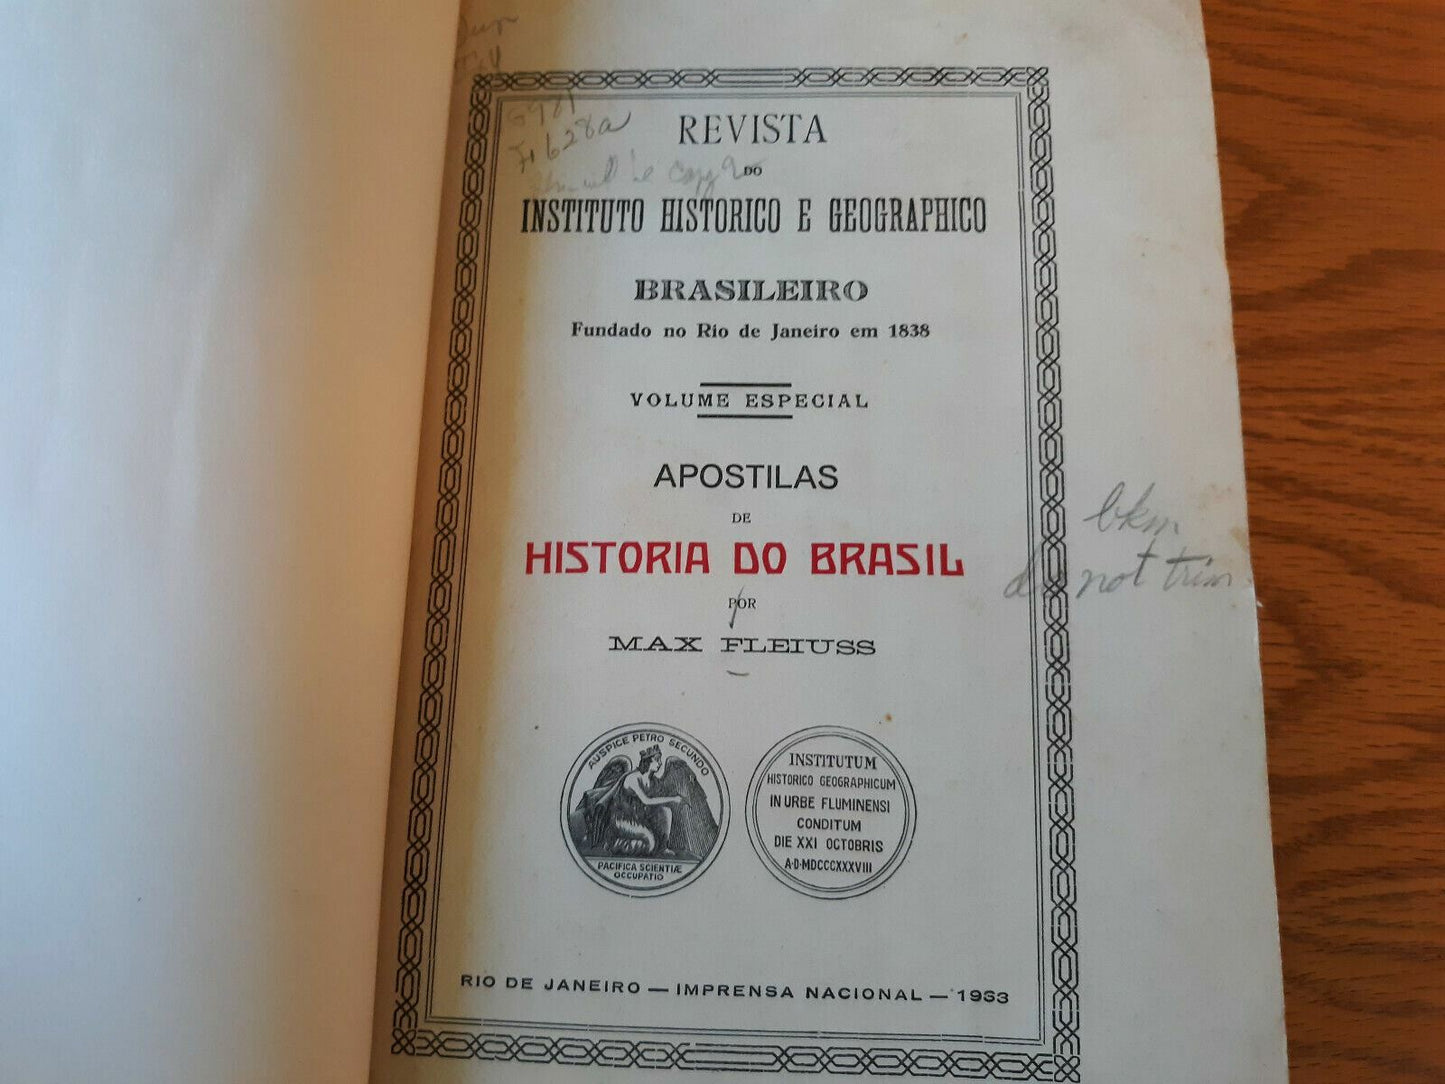 G981
F628a
REVISTA
DO
INSTITUTO HISTORICO E GEOGRAPHICO
BRASILEIRO
Fundado no Rio de Janeiro em 1838
VOLUME ESPECIAL
APOSTILAS
DE
HISTORIA DO BRASIL
POR
MAX FLEIUSS
bkm
do not trim
AUSPICE PETRO SECUNDO
PACIFICA SCIENTIÆ
OCCUPATIO
INSTITUTUM
HISTORICO GEOGRAPHICUM
IN URBE FLUMINENSI
CONDITUM
DIE XXI OCTOBRIS
A·D·MDCCCXXXVIII
RIO DE JANEIRO — IMPRENSA NACIONAL — 1933